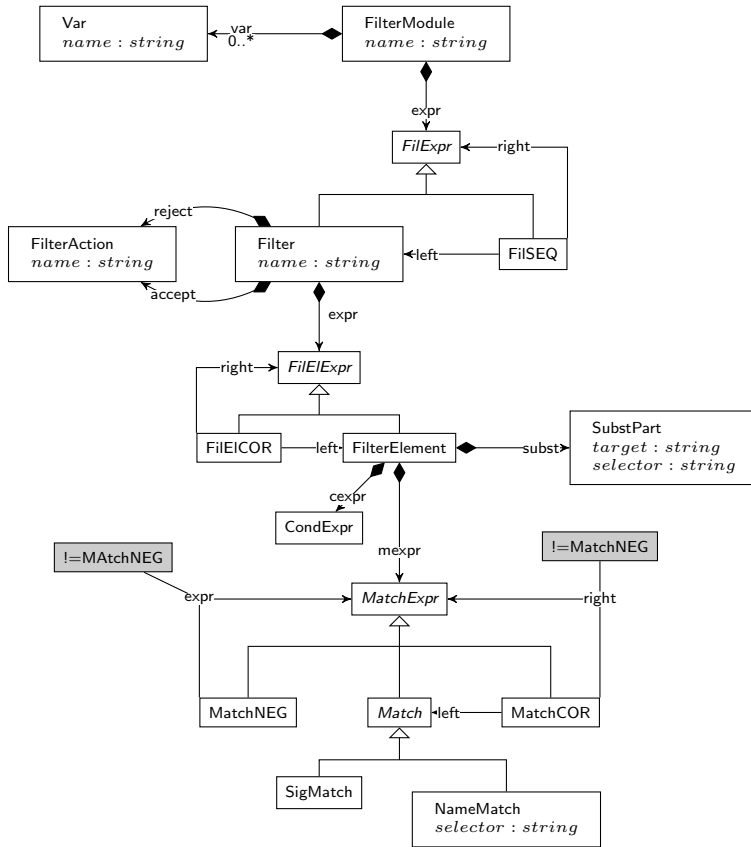 Var
name : string
var
0..*
FilterModule
name : string
expr
FilExpr
right
reject
FilterAction
name : string
Filter
name : string
left
FilSEQ
accept
expr
right
FilElExpr
FilElCOR
left
FilterElement
subst
SubstPart
target : string
selector : string
cexpr
CondExpr
mexpr
!=MAtchNEG
!=MatchNEG
expr
MatchExpr
right
MatchNEG
Match
left
MatchCOR
SigMatch
NameMatch
selector : string